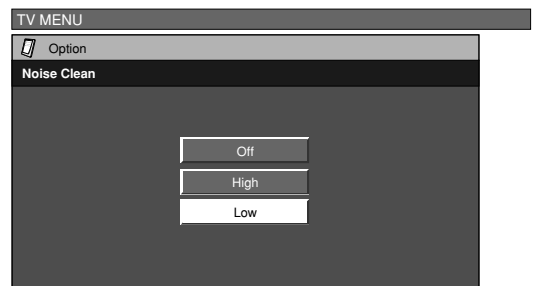 TV MENU
Option
Noise Clean
Off
High
Low